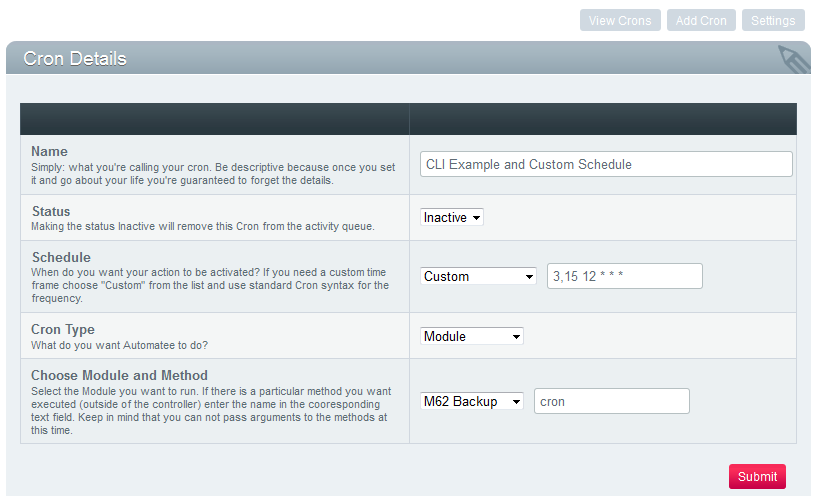 View Crons Add Cron Settings
Cron Details
Name
Simply: what you're calling your cron. Be descriptive because once you set
it and go about your life you're guaranteed to forget the details.
CLI Example and Custom Schedule
Status
Making the status Inactive will remove this Cron from the activity queue.
Inactive
Schedule
When do you want your action to be activated? If you need a custom time
frame choose "Custom" from the list and use standard Cron syntax for the
frequency.
Custom 3,15 12 * * *
Cron Type
What do you want Automatee to do?
Module
Choose Module and Method
Select the Module you want to run. If there is a particular method you want
executed (outside of the controller) enter the name in the cooresponding
text field. Keep in mind that you can not pass arguments to the methods at
this time.
M62 Backup cron
Submit